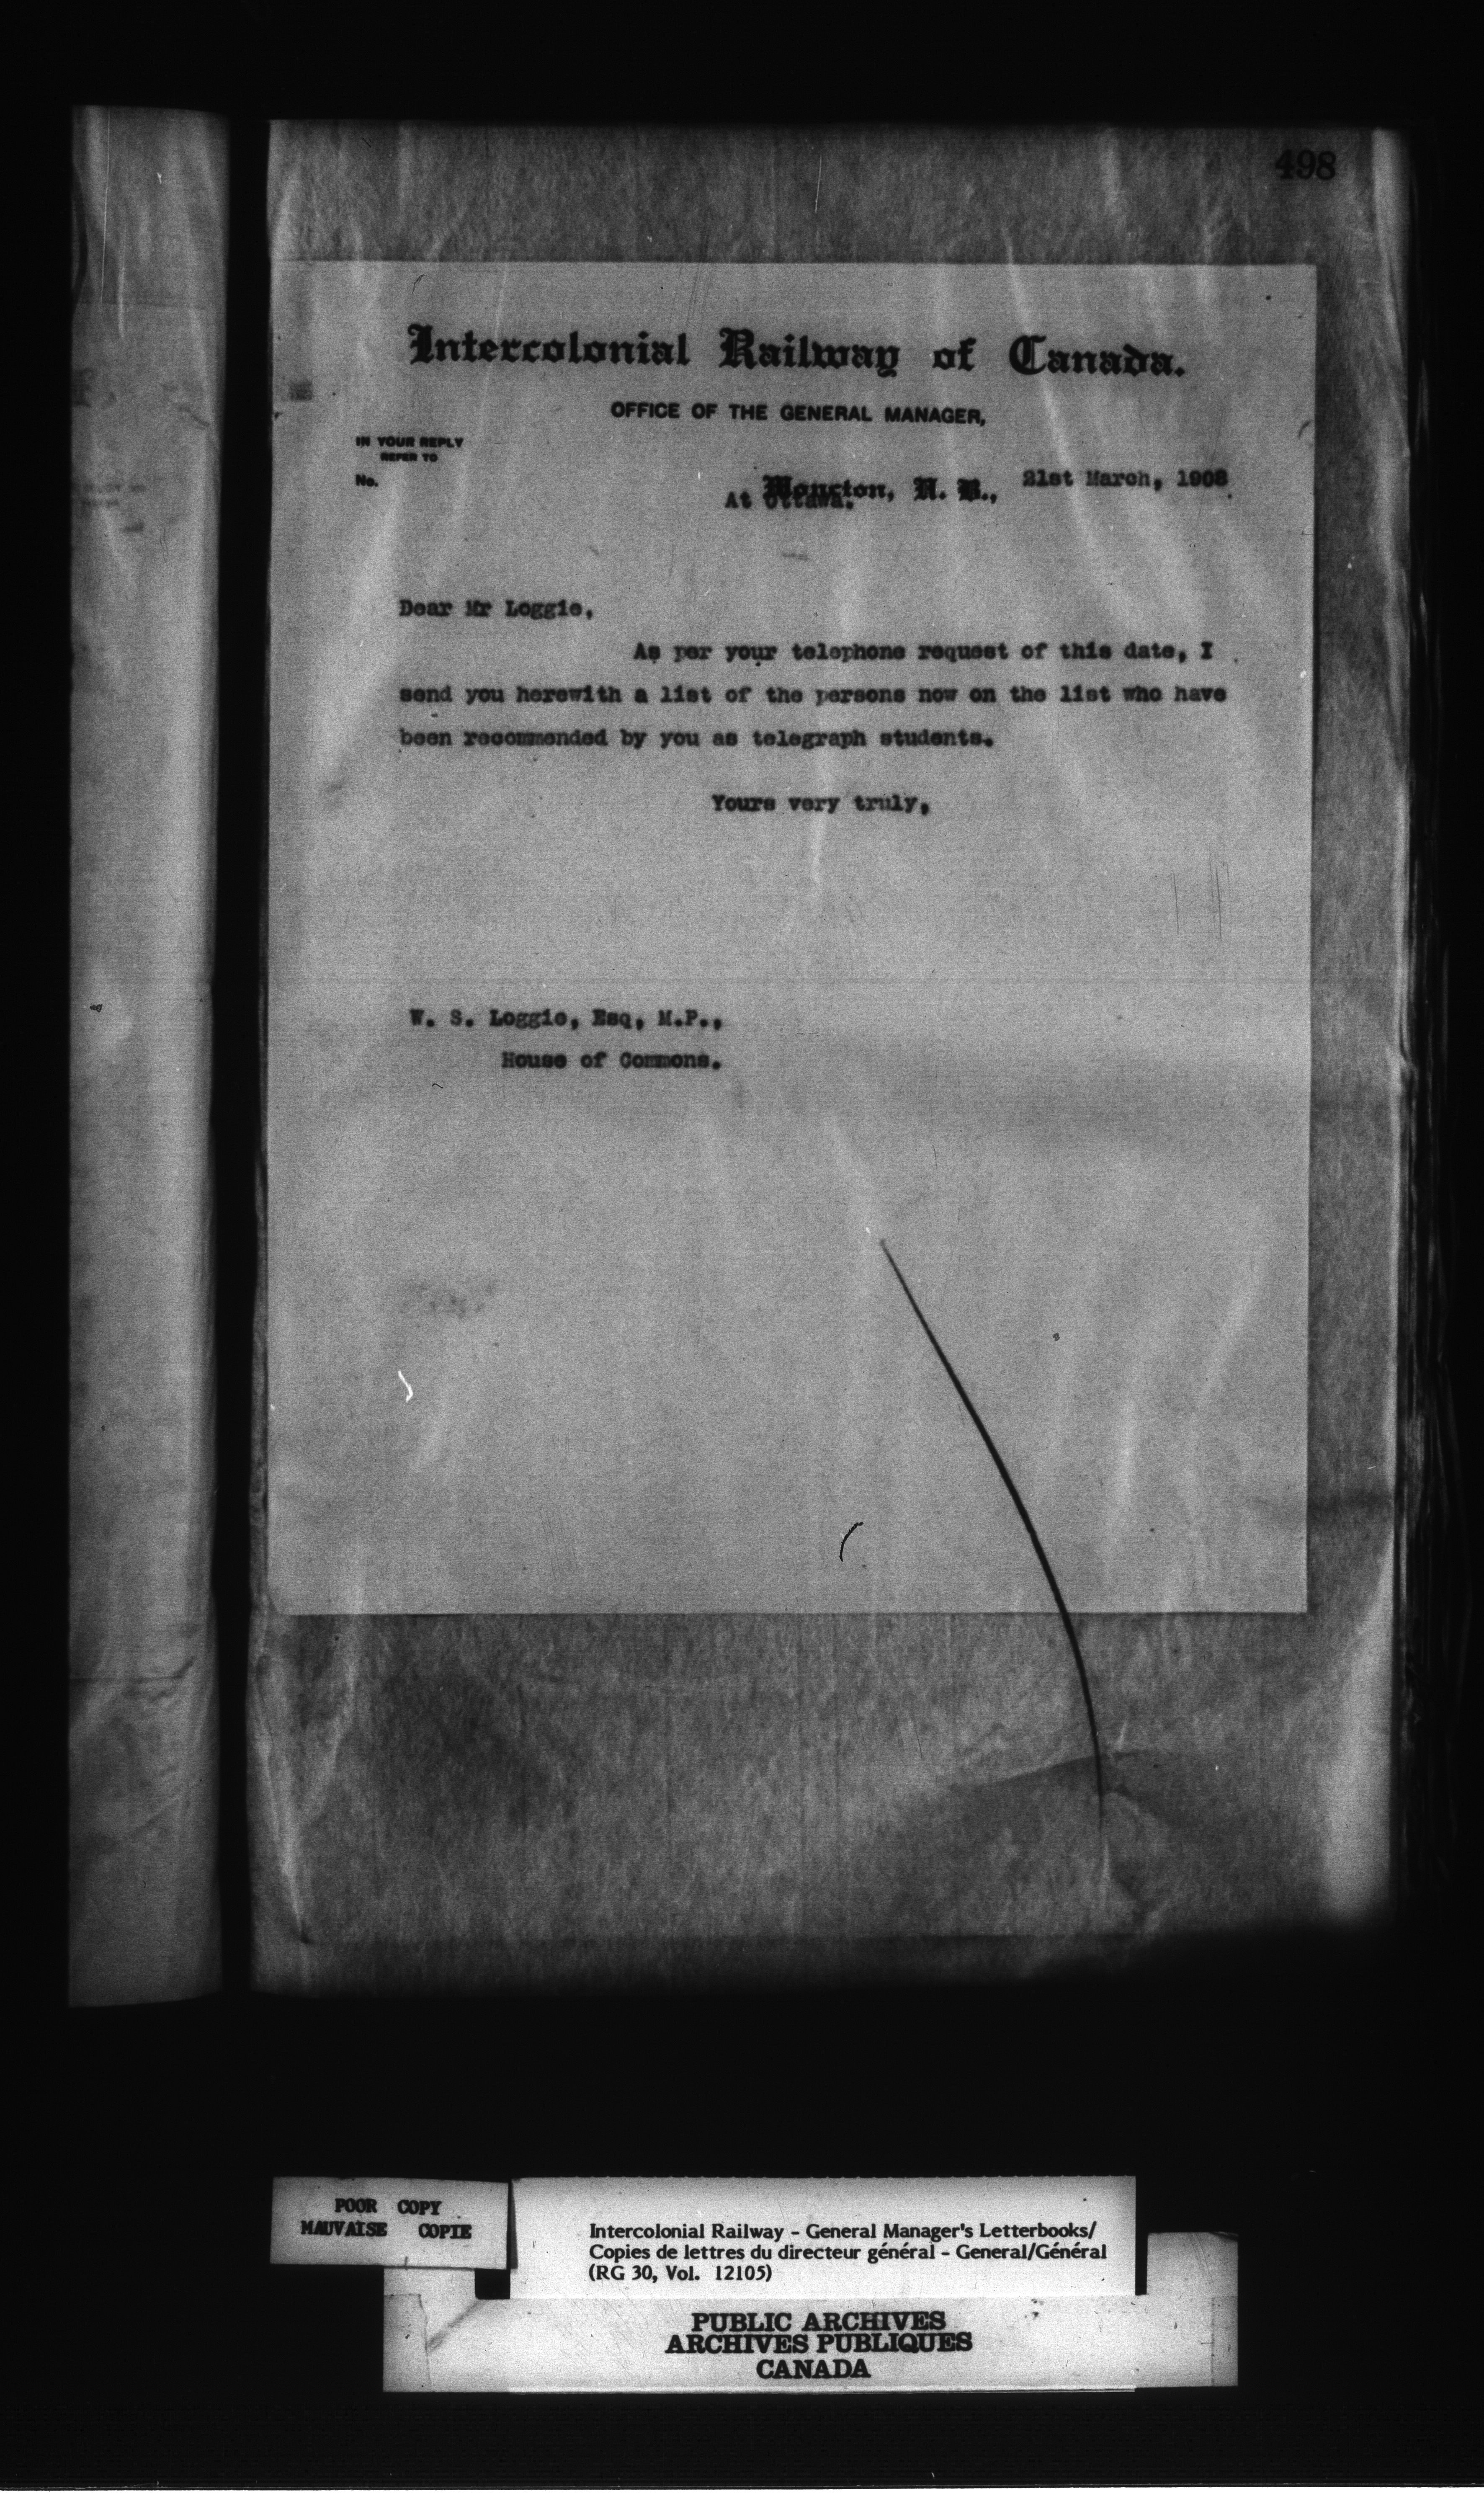 498
Intercolonial Railway of Canada.
OFFICE OF THE GENERAL MANAGER,
IN YOUR REPLY
REFER TO
No.
Moncton, N. B., 21st March, 1908
At Ottawa.
Dear Mr Loggie,
As per your telephone request of this date, I
send you herewith a list of the persons now on the list who have
been recommended by you as telegraph students.
Yours very truly,
W. S. Loggie, Esq, M.P.,
House of Commons.
POOR COPY
MAUVAISE COPIE
Intercolonial Railway - General Manager's Letterbooks/
Copies de lettres du directeur général - General/Général
(RG 30, Vol. 12105)
PUBLIC ARCHIVES
ARCHIVES PUBLIQUES
CANADA